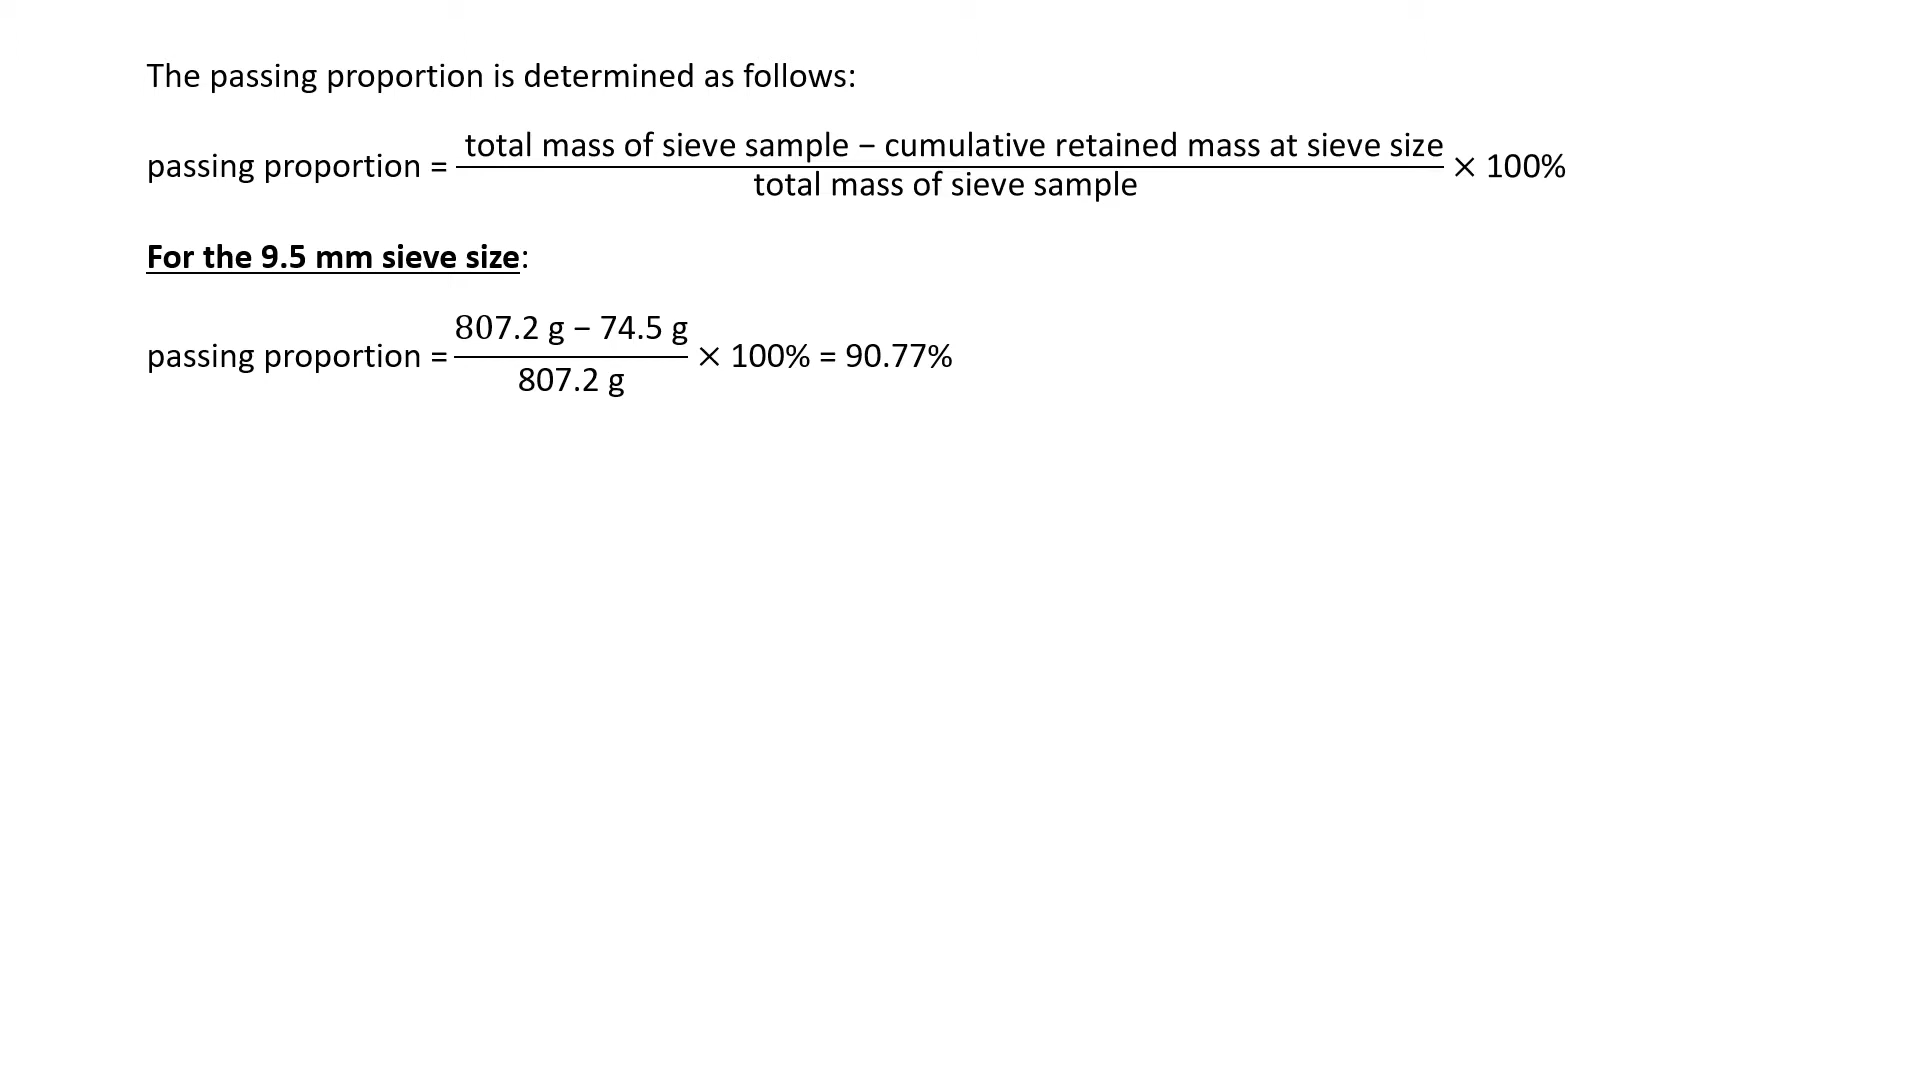 The passing proportion is determined as follows:
passing proportion = total mass of sieve sample − cumulative retained mass at sieve size / total mass of sieve sample × 100%
For the 9.5 mm sieve size:
passing proportion = 807.2 g − 74.5 g / 807.2 g × 100% = 90.77%